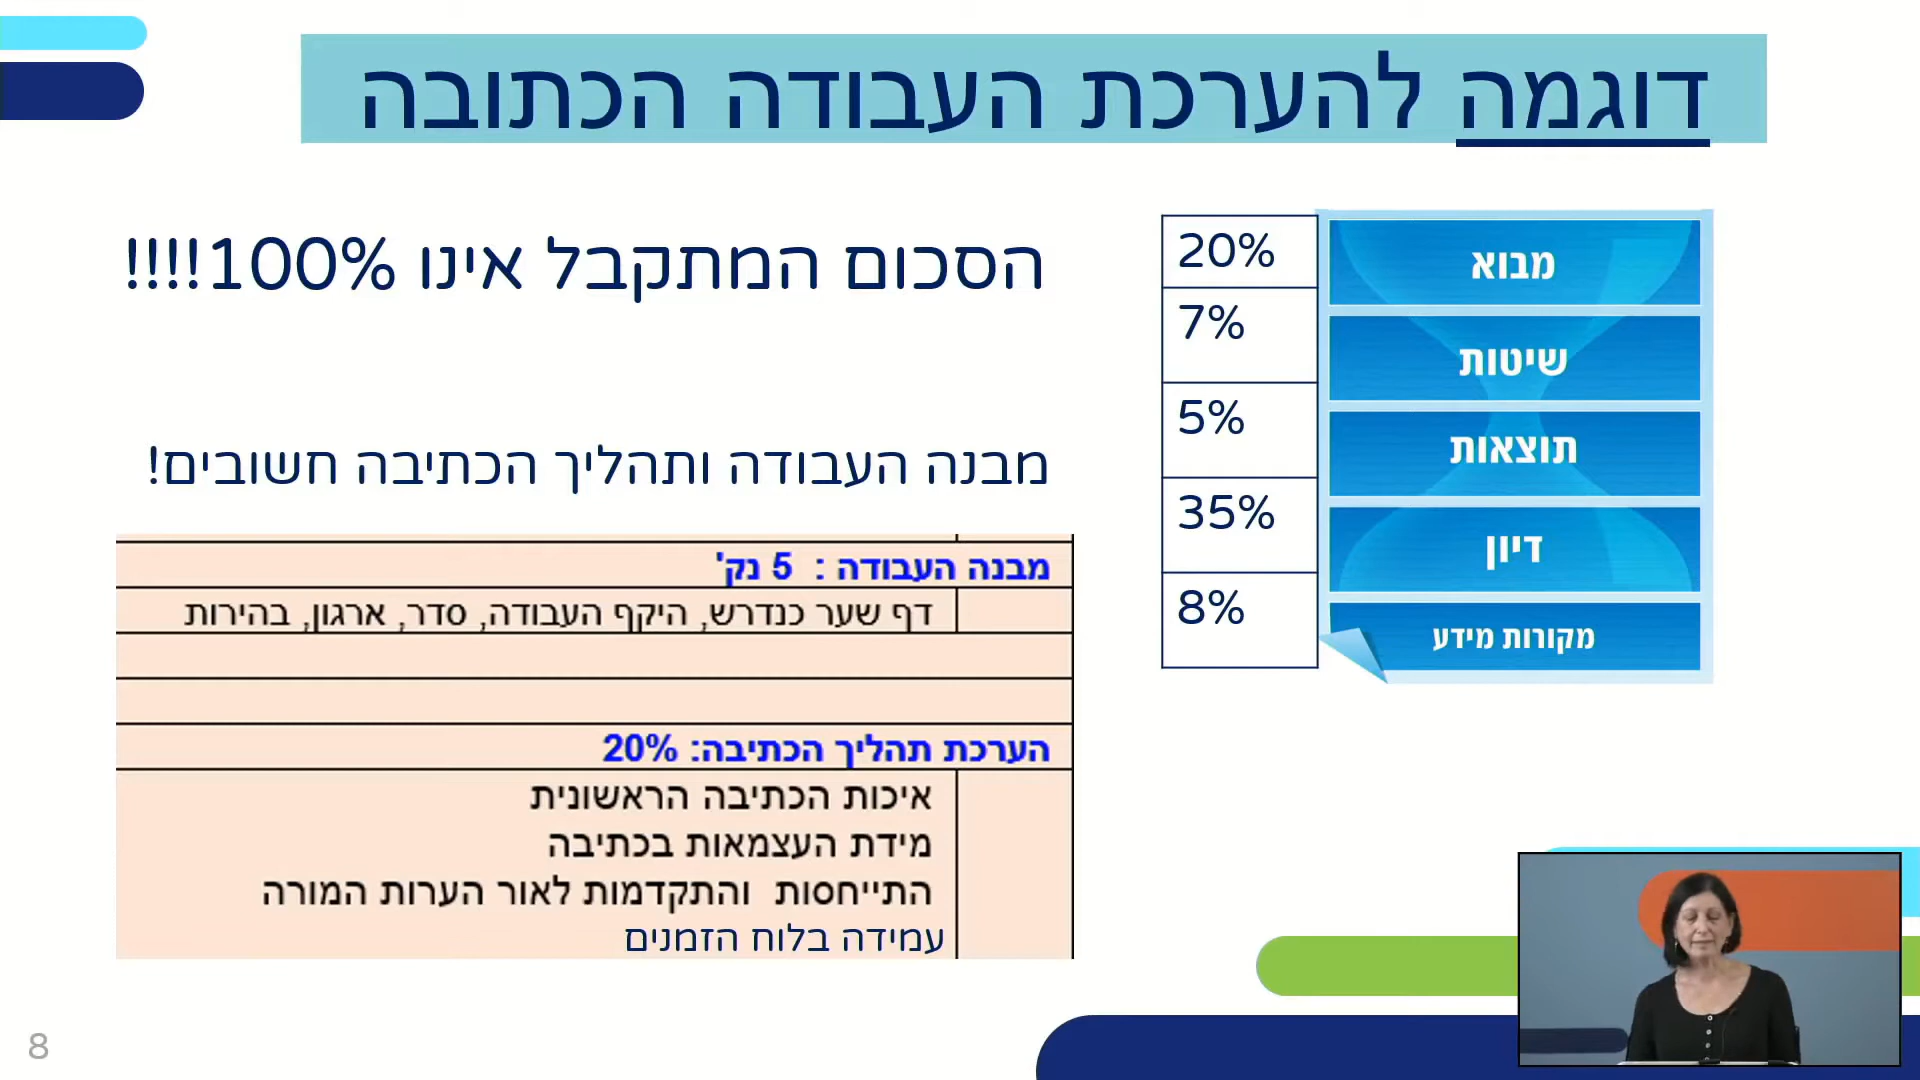 דוגמה להערכת העבודה הכתובה
מבוא 20%
שיטות 7%
תוצאות 5%
דיון 35%
מקורות מידע 8%
הסכום המתקבל אינו 100%!!!!
מבנה העבודה ותהליך הכתיבה חשובים!
מבנה העבודה : 5 נק'
דף שער כנדרש, היקף העבודה, סדר, ארגון, בהירות
הערכת תהליך הכתיבה: 20%
איכות הכתיבה הראשונית
מידת העצמאות בכתיבה
התייחסות והתקדמות לאור הערות המורה
עמידה בלוח הזמנים
8